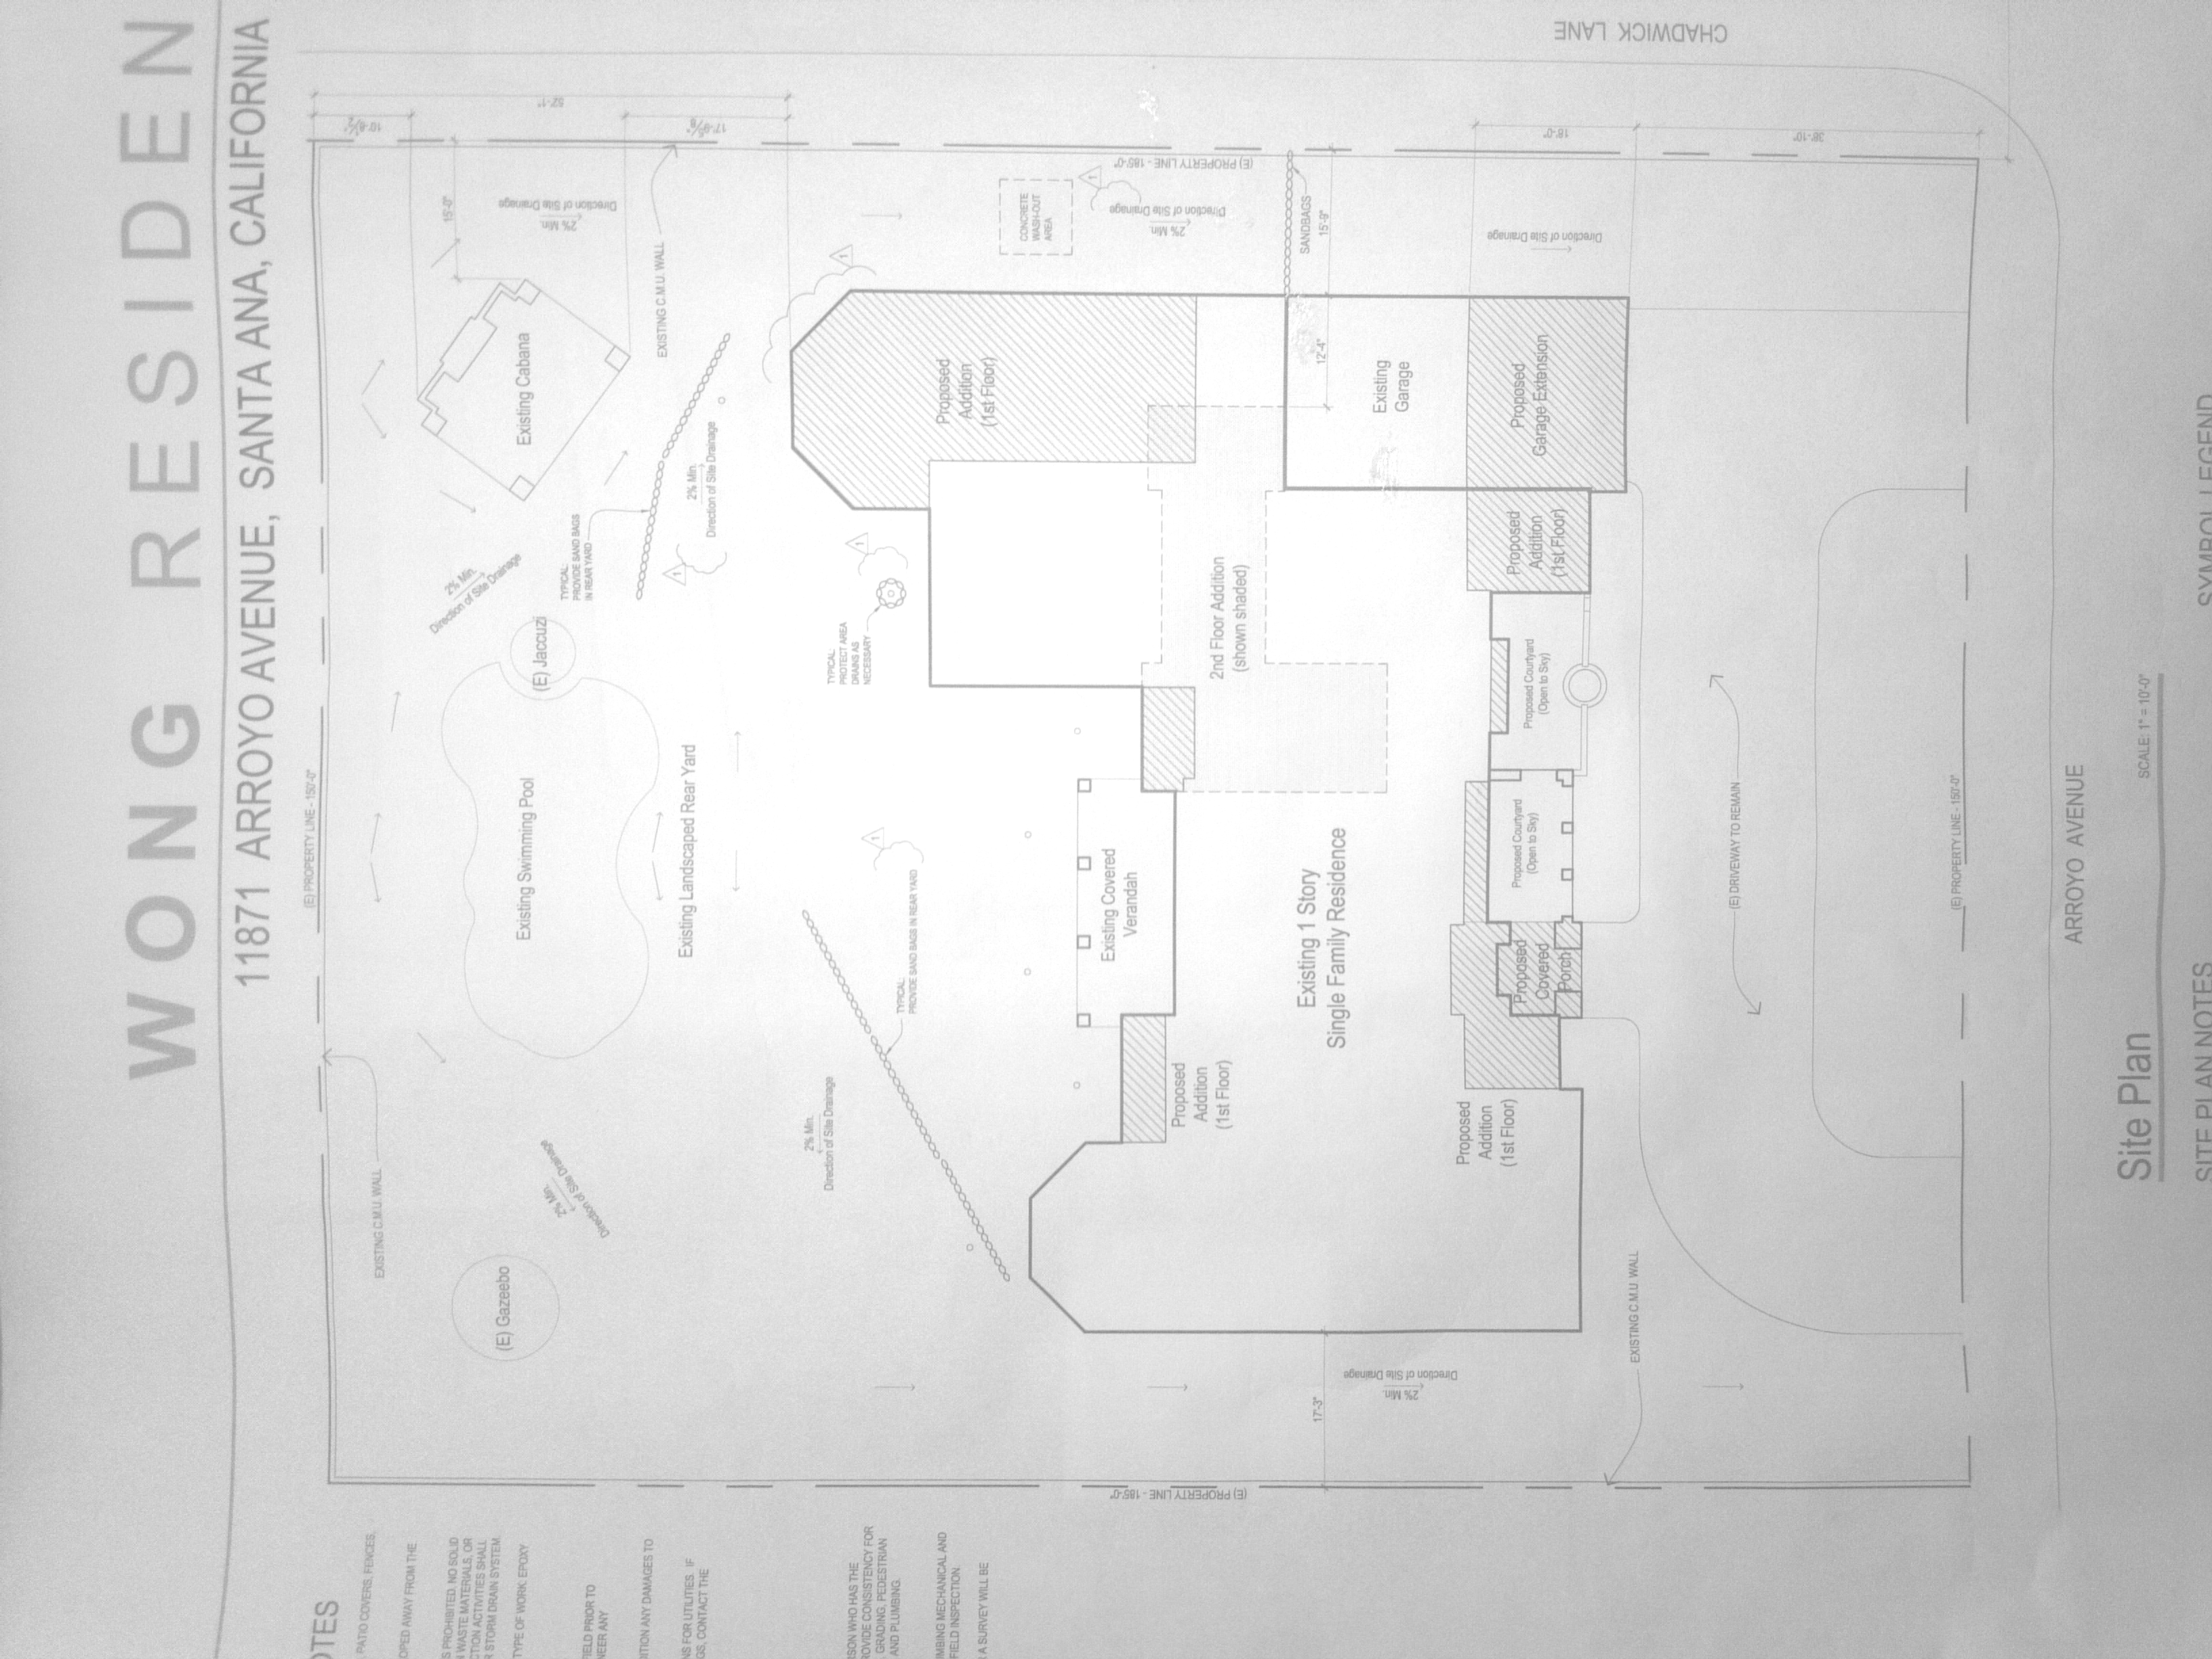 WONG RESIDEN
11871 ARROYO AVENUE, SANTA ANA, CALIFORNIA
(E) PROPERTY LINE - 150'-0"
10'-8½"
52'-1"
17'-9⅝"
15'-0"
2% Min.
Direction of Site Drainage
EXISTING C.M.U. WALL
Existing Cabana
EXISTING C.M.U. WALL
2% Min.
Direction of Site Drainage
(E) Gazeebo
2% Min.
Direction of Site Drainage
Existing Swimming Pool
(E) Jaccuzi
TYPICAL:
PROVIDE SAND BAGS
IN REAR YARD
2% Min.
Direction of Site Drainage
1
Existing Landscaped Rear Yard
2% Min.
Direction of Site Drainage
TYPICAL:
PROTECT AREA
DRAINS AS
NECESSARY
1
1
1
TYPICAL:
PROVIDE SAND BAGS IN REAR YARD
Proposed
Addition
(1st Floor)
CONCRETE
WASH-OUT
AREA
1
2% Min.
Direction of Site Drainage
(E) PROPERTY LINE - 185'-0"
Existing Covered
Verandah
Proposed
Addition
(1st Floor)
2nd Floor Addition
(shown shaded)
SANDBAGS
15'-9"
12'-4"
Existing 1 Story
Single Family Residence
Existing
Garage
17'-3"
2% Min.
Direction of Site Drainage
(E) PROPERTY LINE - 185'-0"
Proposed
Addition
(1st Floor)
Proposed
Covered
Porch
Proposed Courtyard
(Open to Sky)
Proposed Courtyard
(Open to Sky)
Proposed
Addition
(1st Floor)
Proposed
Garage Extension
Direction of Site Drainage
18'-0"
38'-10"
CHADWICK LANE
EXISTING C.M.U. WALL
(E) DRIVEWAY TO REMAIN
(E) PROPERTY LINE - 150'-0"
ARROYO AVENUE
Site Plan
SCALE: 1" = 10'-0"
SITE PLAN NOTES
SYMBOL LEGEND
OTES
PATIO COVERS, FENCES,
OPED AWAY FROM THE
S PROHIBITED. NO SOLID
WASTE MATERIALS, OR
CTION ACTIVITIES SHALL
STORM DRAIN SYSTEM
TYPE OF WORK EPOXY
FIELD PRIOR TO
NEER ANY
ITION ANY DAMAGES TO
NS FOR UTILITIES. IF
GS, CONTACT THE
RSON WHO HAS THE
ROVIDE CONSISTENCY FOR
GRADING, PEDESTRIAN
AND PLUMBING.
MBING MECHANICAL AND
FIELD INSPECTION.
A SURVEY WILL BE